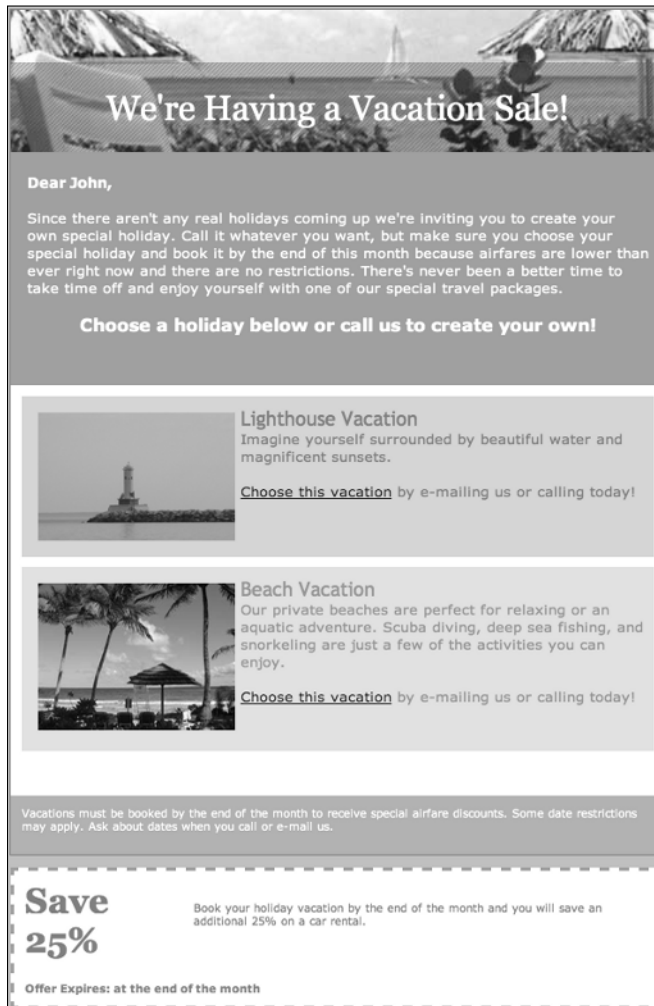 We're Having a Vacation Sale!
Dear John,
Since there aren't any real holidays coming up we're inviting you to create your
own special holiday. Call it whatever you want, but make sure you choose your
special holiday and book it by the end of this month because airfares are lower than
ever right now and there are no restrictions. There's never been a better time to
take time off and enjoy yourself with one of our special travel packages.
Choose a holiday below or call us to create your own!
Lighthouse Vacation
Imagine yourself surrounded by beautiful water and
magnificent sunsets.
Choose this vacation by e-mailing us or calling today!
Beach Vacation
Our private beaches are perfect for relaxing or an
aquatic adventure. Scuba diving, deep sea fishing, and
snorkeling are just a few of the activities you can
enjoy.
Choose this vacation by e-mailing us or calling today!
Vacations must be booked by the end of the month to receive special airfare discounts. Some date restrictions
may apply. Ask about dates when you call or e-mail us.
Save
25%
Book your holiday vacation by the end of the month and you will save an
additional 25% on a car rental.
Offer Expires: at the end of the month